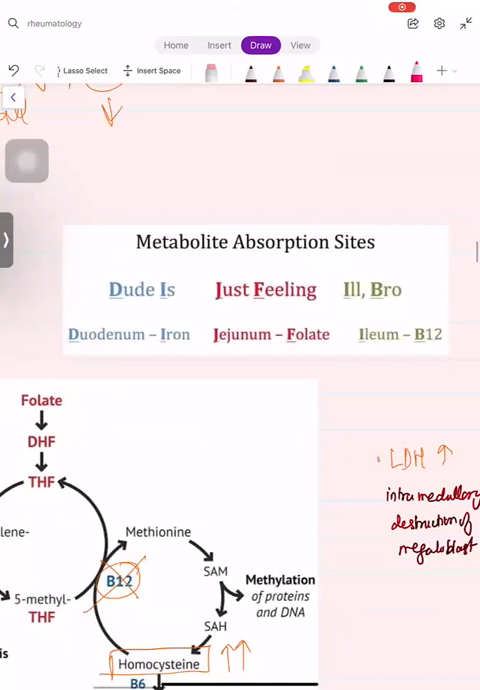 rheumatology
Home Insert Draw View
Lasso Select Insert Space
Metabolite Absorption Sites
Dude Is Just Feeling Ill, Bro
Duodenum – Iron Jejunum – Folate Ileum – B12
Folate
DHF
THF
LDH ↑
intramedullary
destruction of
megaloblast
lene-
Methionine
SAM
B12
Methylation
of proteins
and DNA
5-methyl-
THF
SAH
is
Homocysteine ↑↑
B6